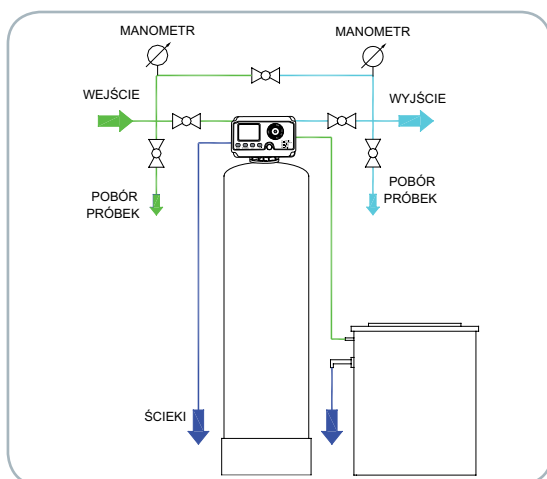 MANOMETR
MANOMETR
WEJŚCIE
WYJŚCIE
POBÓR
PRÓBEK
POBÓR
PRÓBEK
ŚCIEKI